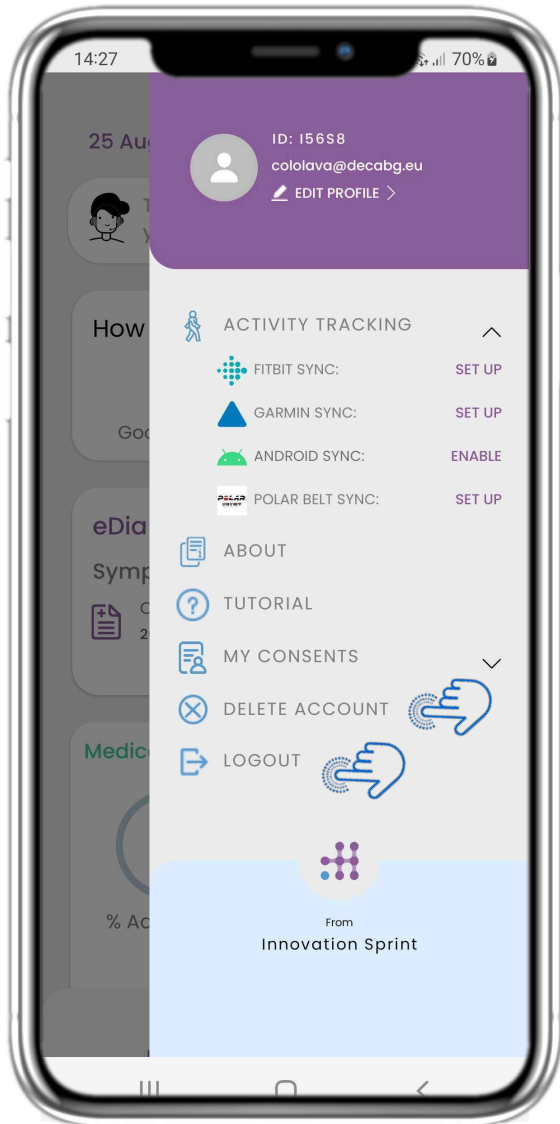 14:27
70%
25 Au
ID: I56S8
cololava@decabg.eu
EDIT PROFILE
How
ACTIVITY TRACKING
FITBIT SYNC: SET UP
GARMIN SYNC: SET UP
Goo
ANDROID SYNC: ENABLE
POLAR BELT SYNC: SET UP
POLAR
eDia
ABOUT
Symp
TUTORIAL
MY CONSENTS
DELETE ACCOUNT
Medic
LOGOUT
% Ad
From
Innovation Sprint